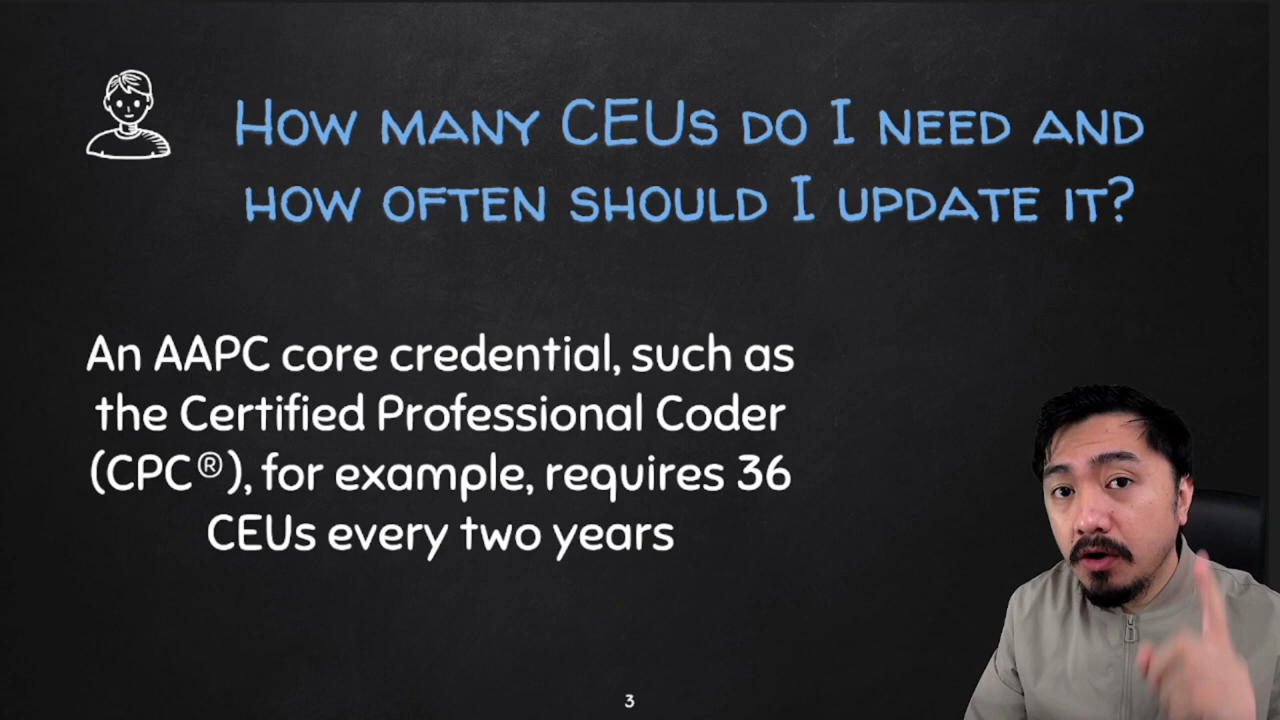 How many CEUs do I need and
how often should I update it?
An AAPC core credential, such as
the Certified Professional Coder
(CPC®), for example, requires 36
CEUs every two years
3